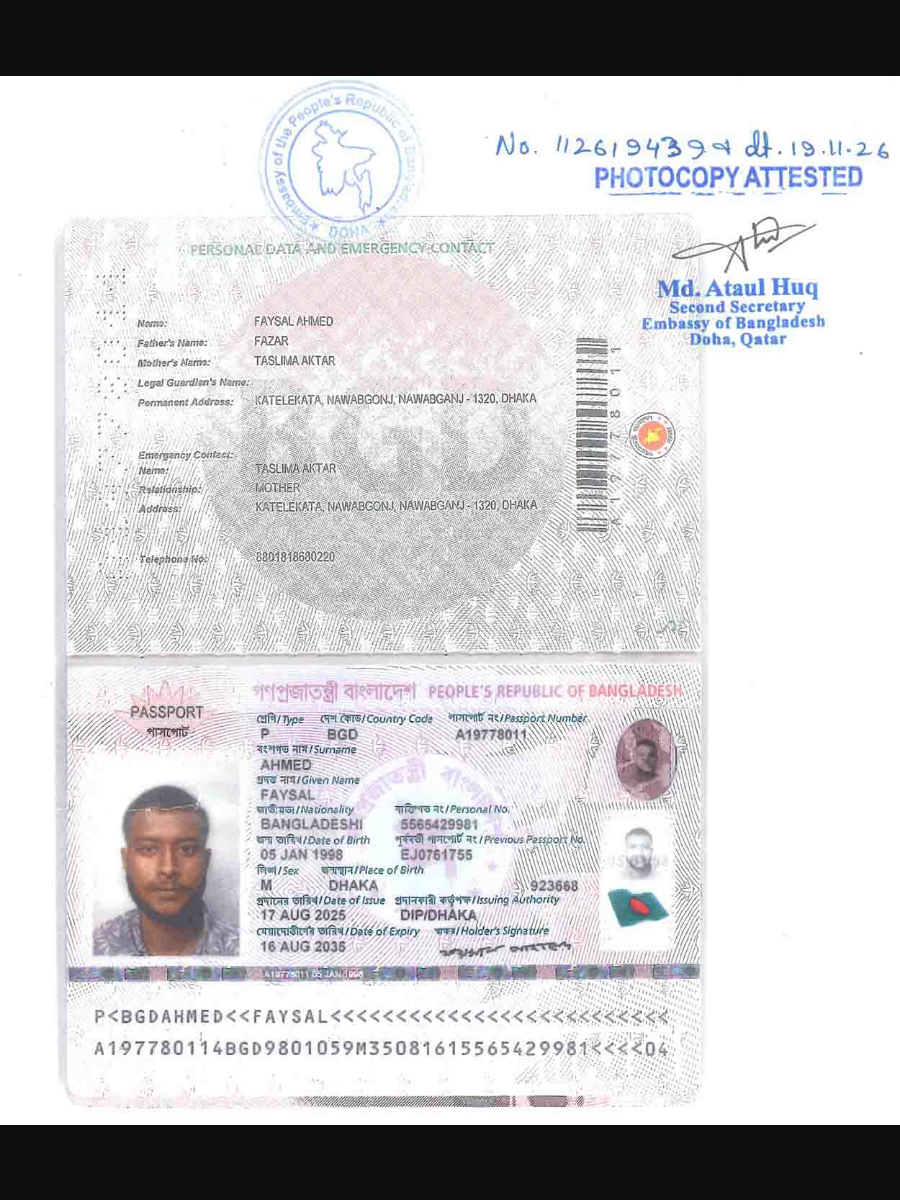 Embassy of the People's Republic of Bangladesh
DOHA
No. 112619439 dt. 19.11.26
PHOTOCOPY ATTESTED
Md. Ataul Huq
Second Secretary
Embassy of Bangladesh
Doha, Qatar
PERSONAL DATA AND EMERGENCY CONTACT
Name: FAYSAL AHMED
Father's Name: FAZAR
Mother's Name: TASLIMA AKTAR
Legal Guardian's Name:
Permanent Address: KATELEKATA, NAWABGONJ, NAWABGANJ - 1320, DHAKA
Emergency Contact:
Name: TASLIMA AKTAR
Relationship: MOTHER
Address: KATELEKATA, NAWABGONJ, NAWABGANJ - 1320, DHAKA
Telephone No: 8801818680220
A19778011
গণপ্রজাতন্ত্রী বাংলাদেশ PEOPLE'S REPUBLIC OF BANGLADESH
PASSPORT
পাসপোর্ট
শ্রেণি/Type দেশ কোড/Country Code পাসপোর্ট নং/Passport Number
P BGD A19778011
বংশগত নাম/Surname
AHMED
প্রদত্ত নাম/Given Name
FAYSAL
জাতীয়তা/Nationality ব্যক্তিগত নং/Personal No.
BANGLADESHI 5565429981
জন্ম তারিখ/Date of Birth পূর্ববর্তী পাসপোর্ট নং/Previous Passport No.
05 JAN 1998 EJ0761755
লিঙ্গ/Sex জন্মস্থান/Place of Birth
M DHAKA 923668
প্রদানের তারিখ/Date of Issue প্রদানকারী কর্তৃপক্ষ/Issuing Authority
17 AUG 2025 DIP/DHAKA
মেয়াদোত্তীর্ণের তারিখ/Date of Expiry স্বাক্ষর/Holder's Signature
16 AUG 2035
A19778011 05 JAN 1998
P<BGDAHMED<<FAYSAL<<<<<<<<<<<<<<<<<<<<<<<<<<
A197780114BGD9801059M35081615565429981<<<<04